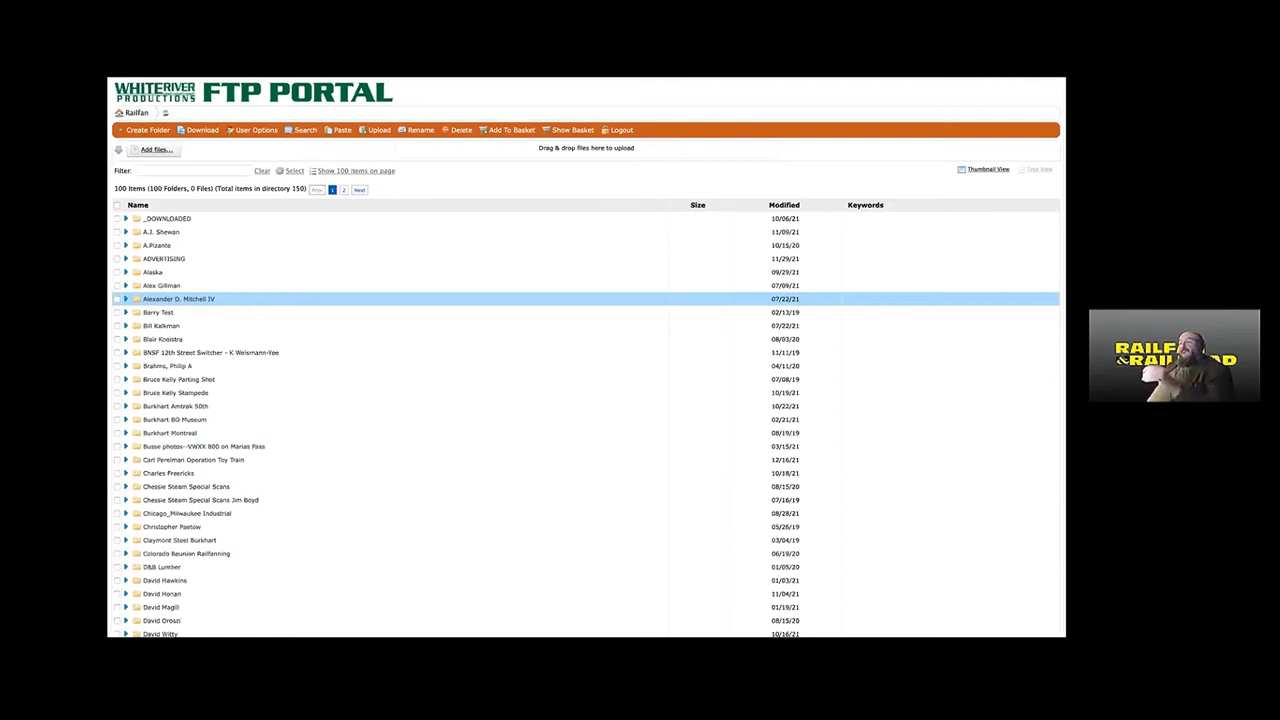 WHITERIVER PRODUCTIONS FTP PORTAL
Railfan
Create Folder Download User Options Search Paste Upload Rename Delete Add To Basket Show Basket Logout
Add files... Drag & drop files here to upload
Filter: Clear Select Show 100 items on page Thumbnail View Tree View
100 Items (100 Folders, 0 Files) (Total items in directory 150) Prev 1 2 Next
Name Size Modified Keywords
_DOWNLOADED 10/06/21
A.J. Shewan 11/09/21
A.Pizante 10/15/20
ADVERTISING 11/29/21
Alaska 09/29/21
Alex Gillman 07/09/21
Alexander D. Mitchell IV 07/22/21
Barry Test 02/13/19
Bill Kalkman 07/22/21
Blair Kooistra 08/03/20
BNSF 12th Street Switcher - K Weismann-Yee 11/11/19
Brahms, Philip A 04/11/20
Bruce Kelly Parting Shot 07/08/19
Bruce Kelly Stampede 10/19/21
Burkhart Amtrak 50th 10/22/21
Burkhart BO Museum 02/21/21
Burkhart Montreal 08/19/19
Busse photos--VWXX 800 on Marias Pass 03/15/21
Carl Perelman Operation Toy Train 12/16/21
Charles Freericks 10/18/21
Chessie Steam Special Scans 08/15/20
Chessie Steam Special Scans Jim Boyd 07/16/19
Chicago_Milwaukee Industrial 08/28/21
Christopher Paetow 05/26/19
Claymont Steel Burkhart 03/04/19
Colorado Reunion Railfanning 06/19/20
D&B Lumber 01/05/20
David Hawkins 01/03/21
David Honan 11/04/21
David Magill 01/19/21
David Oroszi 08/15/20
David Witty 10/16/21